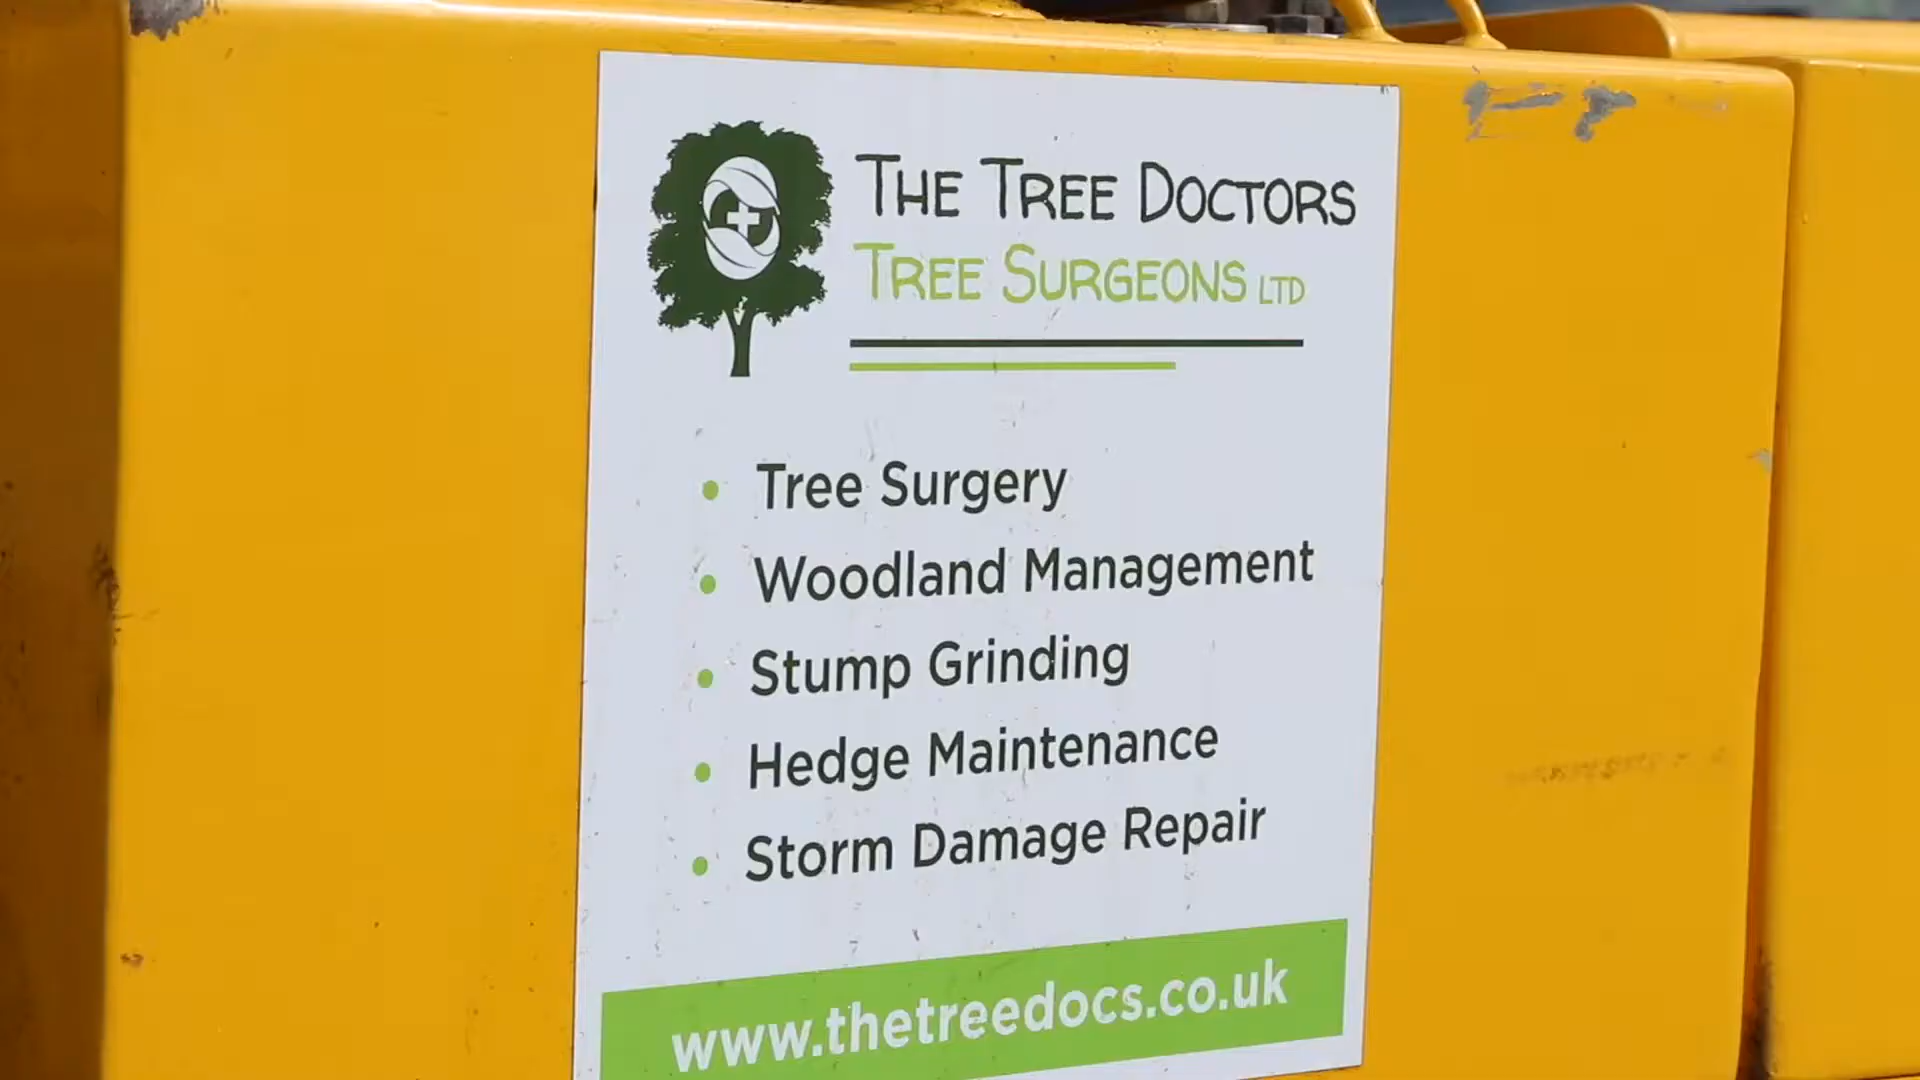 THE TREE DOCTORS
TREE SURGEONS LTD
• Tree Surgery
• Woodland Management
• Stump Grinding
• Hedge Maintenance
• Storm Damage Repair
www.thetreedocs.co.uk